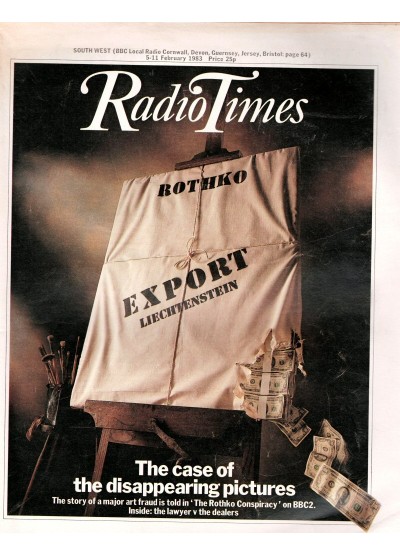 SOUTH WEST (BBC Local Radio Cornwall, Devon, Guernsey, Jersey, Bristol: page 64)
5-11 February 1983 Price 25p
Radio Times
ROTHKO
EXPORT
LIECHTENSTEIN
The case of
the disappearing pictures
The story of a major art fraud is told in ‘The Rothko Conspiracy’ on BBC2.
Inside: the lawyer v the dealers